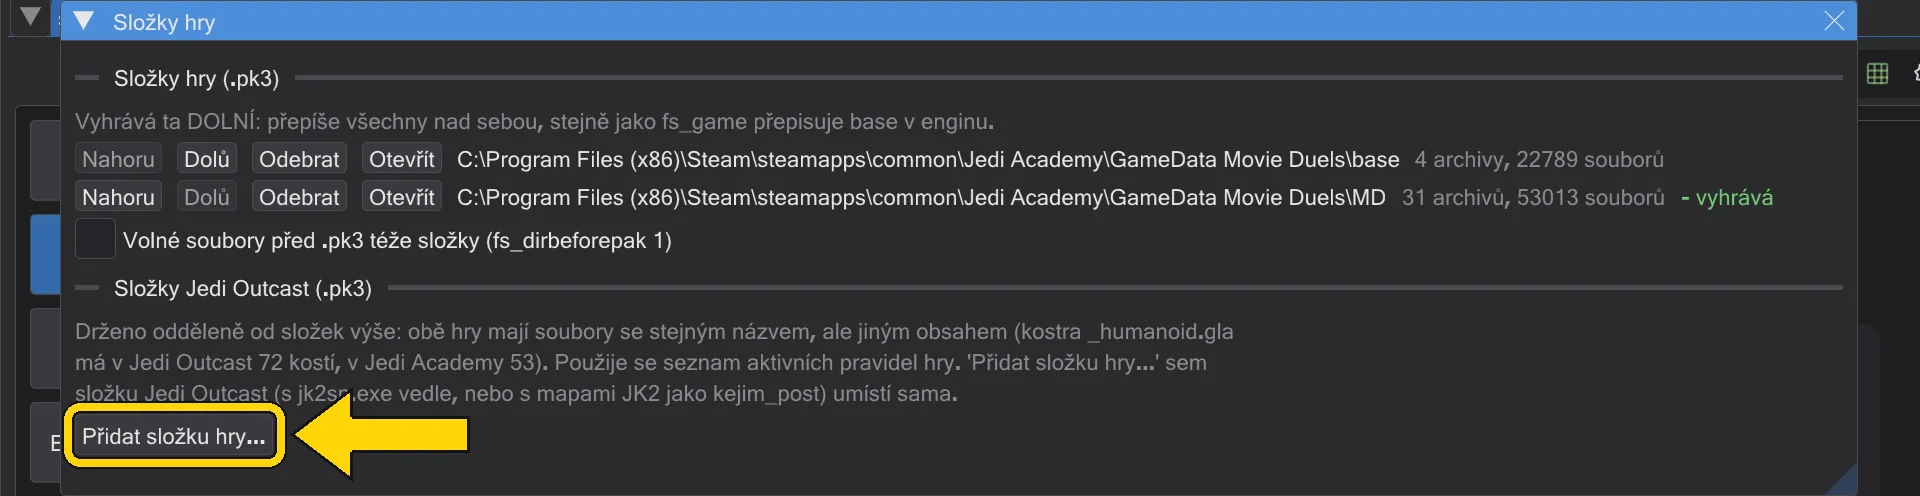 Složky hry
Složky hry (.pk3)
Vyhrává ta DOLNÍ: přepíše všechny nad sebou, stejně jako fs_game přepisuje base v enginu.
Nahoru Dolů Odebrat Otevřít C:\Program Files (x86)\Steam\steamapps\common\Jedi Academy\GameData Movie Duels\base 4 archivy, 22789 souborů
Nahoru Dolů Odebrat Otevřít C:\Program Files (x86)\Steam\steamapps\common\Jedi Academy\GameData Movie Duels\MD 31 archivů, 53013 souborů - vyhrává
Volné soubory před .pk3 téže složky (fs_dirbeforepak 1)
Složky Jedi Outcast (.pk3)
Drženo odděleně od složek výše: obě hry mají soubory se stejným názvem, ale jiným obsahem (kostra _humanoid.gla
má v Jedi Outcast 72 kostí, v Jedi Academy 53). Použije se seznam aktivních pravidel hry. 'Přidat složku hry...' sem
složku Jedi Outcast (s jk2sp.exe vedle, nebo s mapami JK2 jako kejim_post) umístí sama.
Přidat složku hry...